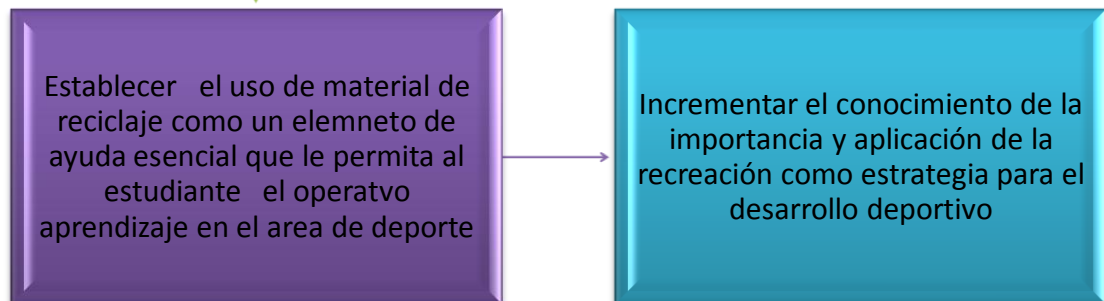 Establecer el uso de material de
reciclaje como un elemneto de
ayuda esencial que le permita al
estudiante el operatvo
aprendizaje en el area de deporte
Incrementar el conocimiento de la
importancia y aplicación de la
recreación como estrategia para el
desarrollo deportivo